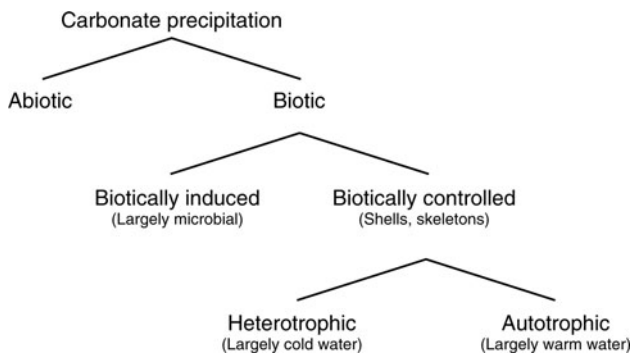 Carbonate precipitation
Abiotic
Biotic
Biotically induced
(Largely microbial)
Biotically controlled
(Shells, skeletons)
Heterotrophic
(Largely cold water)
Autotrophic
(Largely warm water)